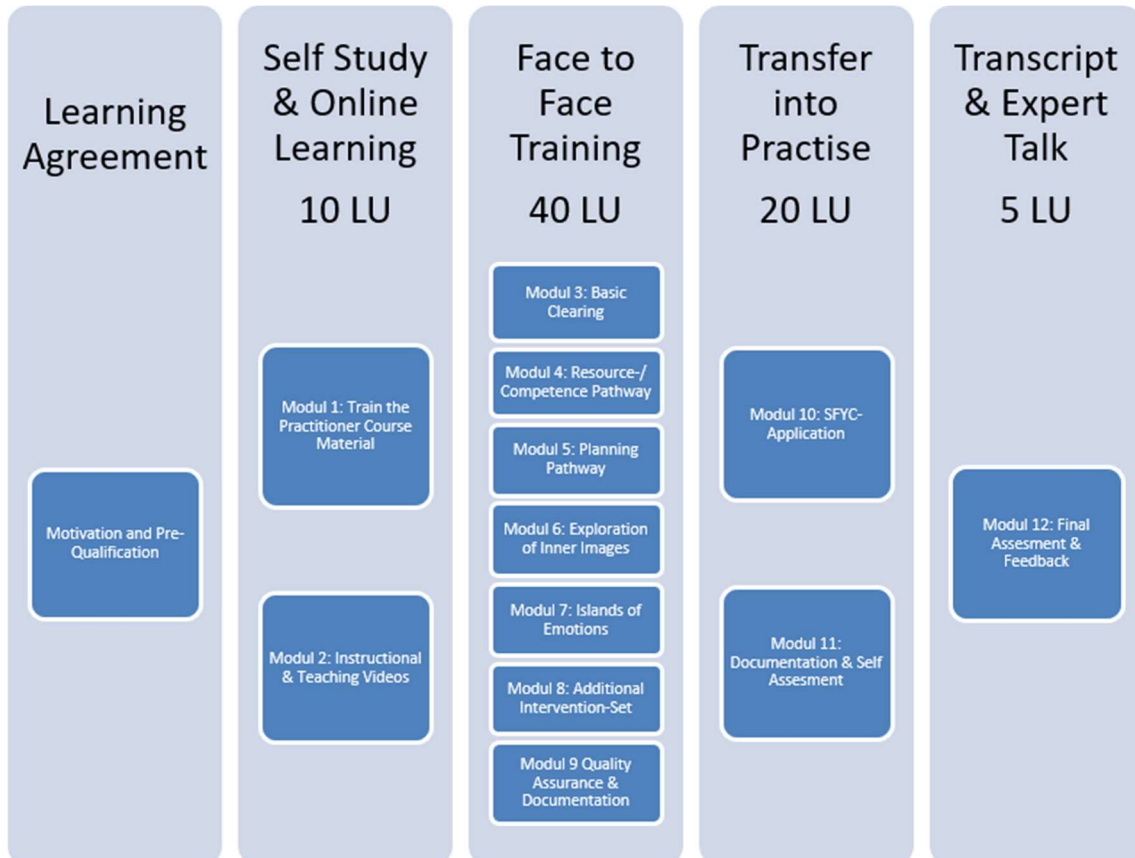 Learning
Agreement
Motivation and Pre-
Qualification
Self Study
& Online
Learning
10 LU
Modul 1: Train the
Practitioner Course
Material
Modul 2: Instructional
& Teaching Videos
Face to
Face
Training
40 LU
Modul 3: Basic
Clearing
Modul 4: Resource-/
Competence Pathway
Modul 5: Planning
Pathway
Modul 6: Exploration
of Inner Images
Modul 7: Islands of
Emotions
Modul 8: Additional
Intervention-Set
Modul 9 Quality
Assurance &
Documentation
Transfer
into
Practise
20 LU
Modul 10: SFYC-
Application
Modul 11:
Documentation & Self
Assesment
Transcript
& Expert
Talk
5 LU
Modul 12: Final
Assesment &
Feedback